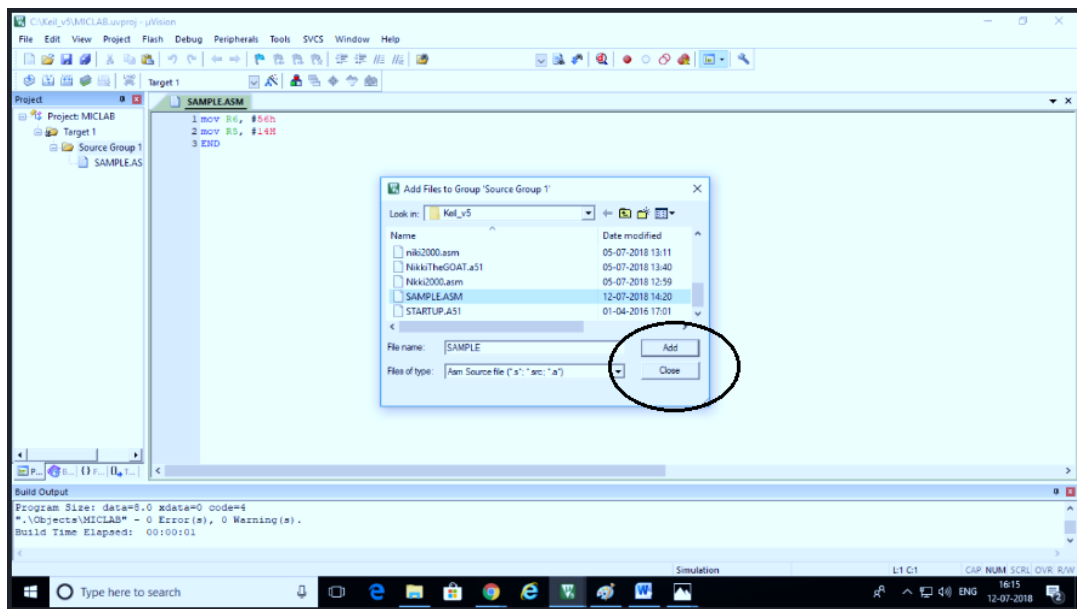 C:\Keil_v5\MICLAB.uvproj - µVision
File Edit View Project Flash Debug Peripherals Tools SVCS Window Help
Target 1
Project
SAMPLE.ASM
Project: MICLAB
Target 1
Source Group 1
SAMPLE.AS
1 mov R6, #56h
2 mov R5, #14H
3 END
Add Files to Group 'Source Group 1'
Look in: Keil_v5
Name Date modified
niki2000.asm 05-07-2018 13:11
NikkiTheGOAT.a51 05-07-2018 13:40
Nkki2000.asm 05-07-2018 12:59
SAMPLE.ASM 12-07-2018 14:20
STARTUP.A51 01-04-2016 17:01
File name: SAMPLE Add
Files of type: Asm Source file (*.s*; *.src; *.a*) Close
P... B... {} F... 0 T...
Build Output
Program Size: data=8.0 xdata=0 code=4
".\Objects\MICLAB" - 0 Error(s), 0 Warning(s).
Build Time Elapsed: 00:00:01
Simulation L:1 C:1 CAP NUM SCRL OVR R/W
Type here to search
ENG
16:15
12-07-2018
2